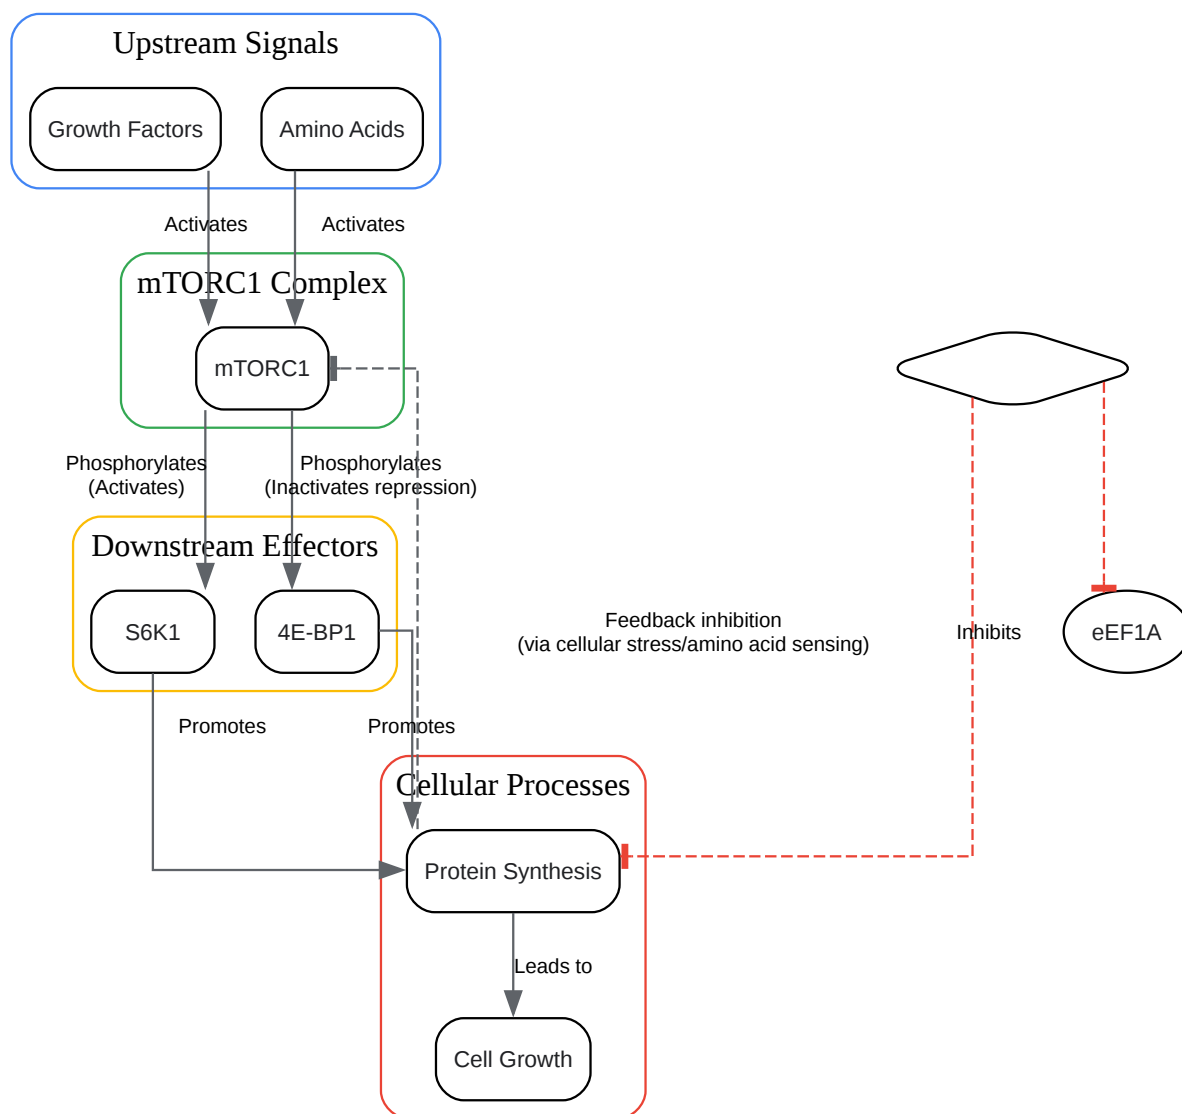 Upstream Signals
Growth Factors
Amino Acids
Activates
Activates
mTORC1 Complex
mTORC1
Phosphorylates
(Activates)
Phosphorylates
(Inactivates repression)
Downstream Effectors
S6K1
4E-BP1
Feedback inhibition
(via cellular stress/amino acid sensing)
Inhibits
eEF1A
Promotes
Promotes
Cellular Processes
Protein Synthesis
Leads to
Cell Growth